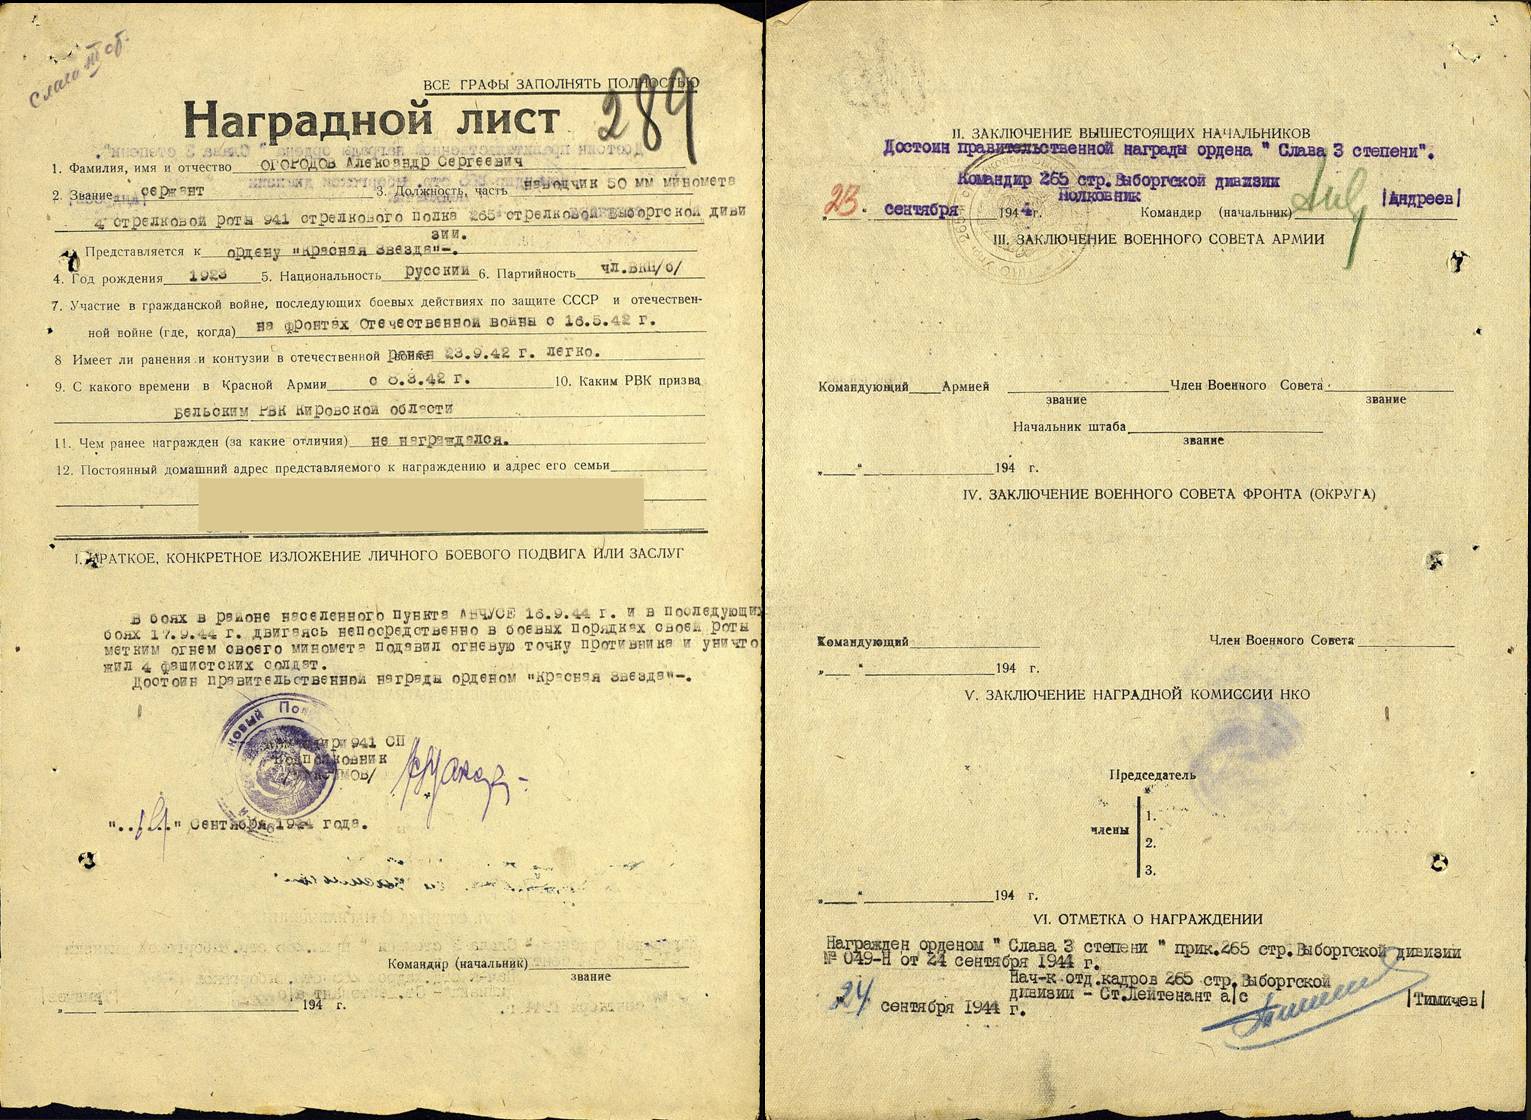 Слава III ст.
ВСЕ ГРАФЫ ЗАПОЛНЯТЬ ПОЛНОСТЬЮ
Наградной лист 289
1. Фамилия, имя и отчество ОГОРОДОВ Александр Сергеевич
2. Звание сержант 3. Должность, часть наводчик 50 мм миномета
4 стрелковой роты 941 стрелкового полка 265 стрелковой Выборгской диви
зии.
Представляется к ордену "Красная Звезда"-.
4. Год рождения 1923 5. Национальность русский 6. Партийность чл.ВКП/б/
7. Участие в гражданской войне, последующих боевых действиях по защите СССР и отечествен-
ной войне (где, когда) на фронтах Отечественной войны с 16.5.42 г.
8 Имеет ли ранения и контузии в отечественной войне ранен 23.9.42 г. легко.
9. С какого времени в Красной Армии с 8.3.42 г. 10. Каким РВК призва
Бельским РВК Кировской области
11. Чем ранее награжден (за какие отличия) не награждался.
12. Постоянный домашний адрес представляемого к награждению и адрес его семьи
I. КРАТКОЕ, КОНКРЕТНОЕ ИЗЛОЖЕНИЕ ЛИЧНОГО БОЕВОГО ПОДВИГА ИЛИ ЗАСЛУГ
В боях в районе населенного пункта АНЧУСЕ 16.9.44 г. и в последующих
боях 17.9.44 г. двигаясь непосредственно в боевых порядках своей роты
метким огнем своего миномета подавил огневую точку противника и уничто
жил 4 фашистских солдат.
Достоин правительственной награды орденом "Красная Звезда"-.
Командир 941 СП
Подполковник
"....." Сентября 1944 года.
Командир (начальник)
звание
„ “ 194 г.
II. ЗАКЛЮЧЕНИЕ ВЫШЕСТОЯЩИХ НАЧАЛЬНИКОВ
Достоин правительственной награды ордена " Слава 3 степени".
Командир 265 стр.Выборгской дивизии
Полковник
„23 “ сентября 1944 г. Командир (начальник) |Андреев|
III. ЗАКЛЮЧЕНИЕ ВОЕННОГО СОВЕТА АРМИИ
Командующий Армией Член Военного Совета
звание звание
Начальник штаба
звание
„ “ 194 г.
IV. ЗАКЛЮЧЕНИЕ ВОЕННОГО СОВЕТА ФРОНТА (ОКРУГА)
Командующий Член Военного Совета
„ “ 194 г.
V. ЗАКЛЮЧЕНИЕ НАГРАДНОЙ КОМИССИИ НКО
Председатель
члены
1.
2.
3.
„ “ 194 г.
VI. ОТМЕТКА О НАГРАЖДЕНИИ
Награжден орденом " Слава 3 степени " прик.265 стр.Выборгской дивизии
№ 049-Н от 24 сентября 1944 г.
Нач-к отд.кадров 265 стр.Выборгской
дивизии - Ст.Лейтенант а|с |Тимичев|
24 сентября 1944 г.